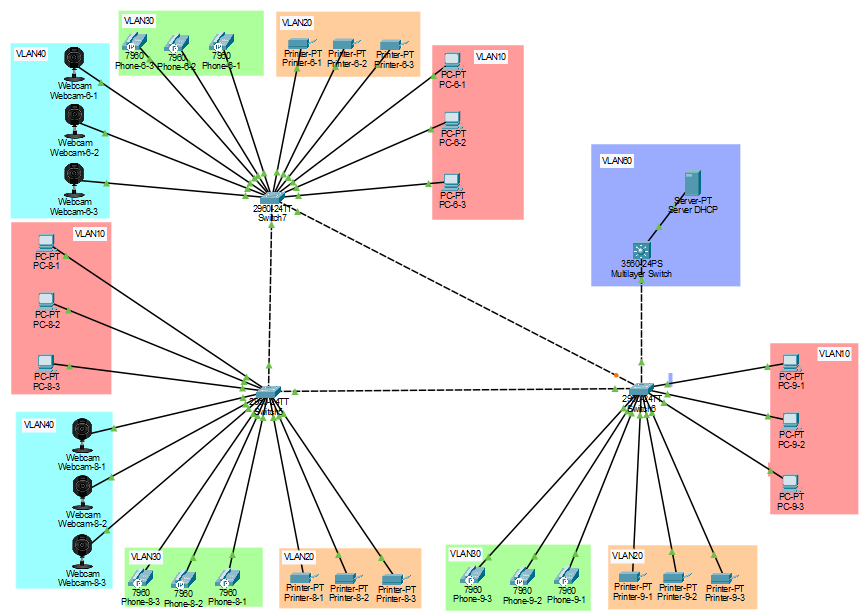 VLAN30
7960
Phone-6-3
7960
Phone-6-2
7960
Phone-6-1
VLAN20
Printer-PT
Printer-6-1
Printer-PT
Printer-6-2
Printer-PT
Printer-6-3
VLAN40
Webcam
Webcam-6-1
Webcam
Webcam-6-2
Webcam
Webcam-6-3
VLAN10
PC-PT
PC-6-1
PC-PT
PC-6-2
PC-PT
PC-6-3
2960-24TT
Switch7
VLAN60
Server-PT
Server DHCP
3560-24PS
Multilayer Switch
VLAN10
PC-PT
PC-8-1
PC-PT
PC-8-2
PC-PT
PC-8-3
2960-24TT
2960-24TT
VLAN10
PC-PT
PC-9-1
PC-PT
PC-9-2
PC-PT
PC-9-3
VLAN40
Webcam
Webcam-8-1
Webcam
Webcam-8-2
Webcam
Webcam-8-3
VLAN30
7960
Phone-8-3
7960
Phone-8-2
7960
Phone-8-1
VLAN20
Printer-PT
Printer-8-1
Printer-PT
Printer-8-2
Printer-PT
Printer-8-3
VLAN30
7960
Phone-9-3
7960
Phone-9-2
7960
Phone-9-1
VLAN20
Printer-PT
Printer-9-1
Printer-PT
Printer-9-2
Printer-PT
Printer-9-3